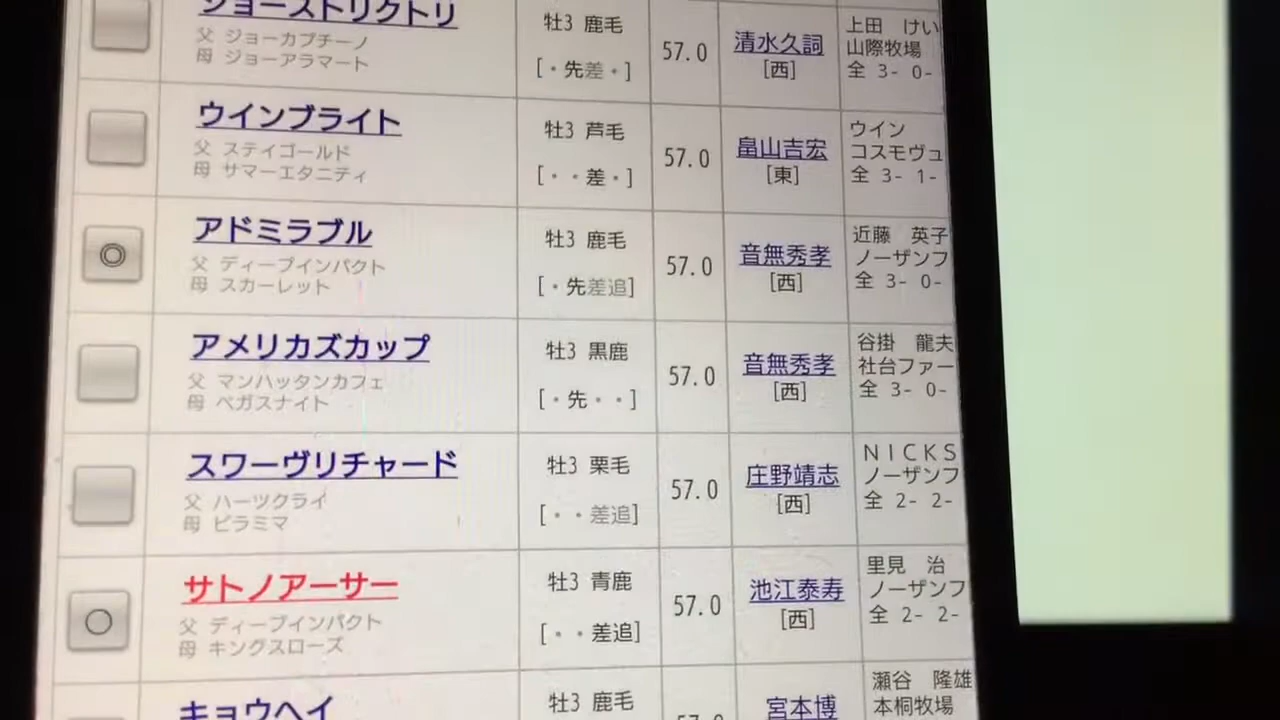 ジョーストリクトリ
父 ジョーカプチーノ
母 ジョーアラマート
牡3 鹿毛
[・先差・]
57.0
清水久詞
[西]
上田 けい
山際牧場
全 3- 0-
ウインブライト
父 ステイゴールド
母 サマーエタニティ
牡3 芦毛
[・・差・]
57.0
畠山吉宏
[東]
ウイン
コスモヴュ
全 3- 1-
◎
アドミラブル
父 ディープインパクト
母 スカーレット
牡3 鹿毛
[・先差追]
57.0
音無秀孝
[西]
近藤 英子
ノーザンフ
全 3- 0-
アメリカズカップ
父 マンハッタンカフェ
母 ベガスナイト
牡3 黒鹿
[・先・・]
57.0
音無秀孝
[西]
谷掛 龍夫
社台ファー
全 3- 0-
スワーヴリチャード
父 ハーツクライ
母 ピラミマ
牡3 栗毛
[・・差追]
57.0
庄野靖志
[西]
NICKS
ノーザンフ
全 2- 2-
○
サトノアーサー
父 ディープインパクト
母 キングスローズ
牡3 青鹿
[・・差追]
57.0
池江泰寿
[西]
里見 治
ノーザンフ
全 2- 2-
キョウヘイ
牡3 鹿毛
57.0
宮本博
瀬谷 隆雄
本桐牧場